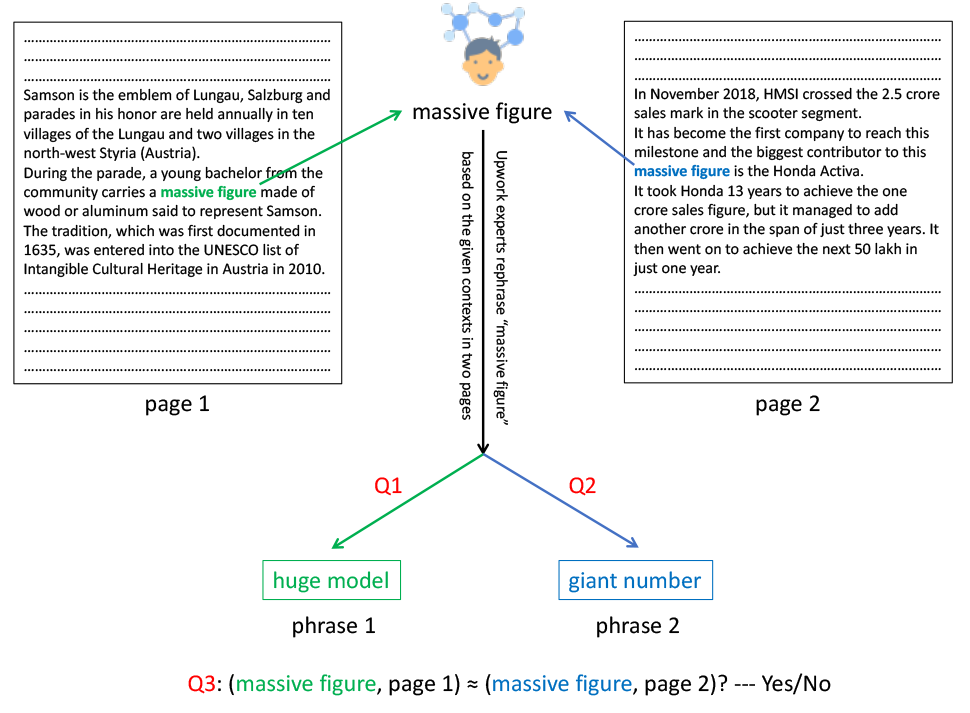 Samson is the emblem of Lungau, Salzburg and
parades in his honor are held annually in ten
villages of the Lungau and two villages in the
north-west Styria (Austria).
During the parade, a young bachelor from the
community carries a massive figure made of
wood or aluminum said to represent Samson.
The tradition, which was first documented in
1635, was entered into the UNESCO list of
Intangible Cultural Heritage in Austria in 2010.
page 1
massive figure
In November 2018, HMSI crossed the 2.5 crore
sales mark in the scooter segment.
It has become the first company to reach this
milestone and the biggest contributor to this
massive figure is the Honda Activa.
It took Honda 13 years to achieve the one
crore sales figure, but it managed to add
another crore in the span of just three years. It
then went on to achieve the next 50 lakh in
just one year.
page 2
Upwork experts rephrase “massive figure”
based on the given contexts in two pages
Q1
Q2
huge model
giant number
phrase 1
phrase 2
Q3: (massive figure, page 1) ≈ (massive figure, page 2)? --- Yes/No